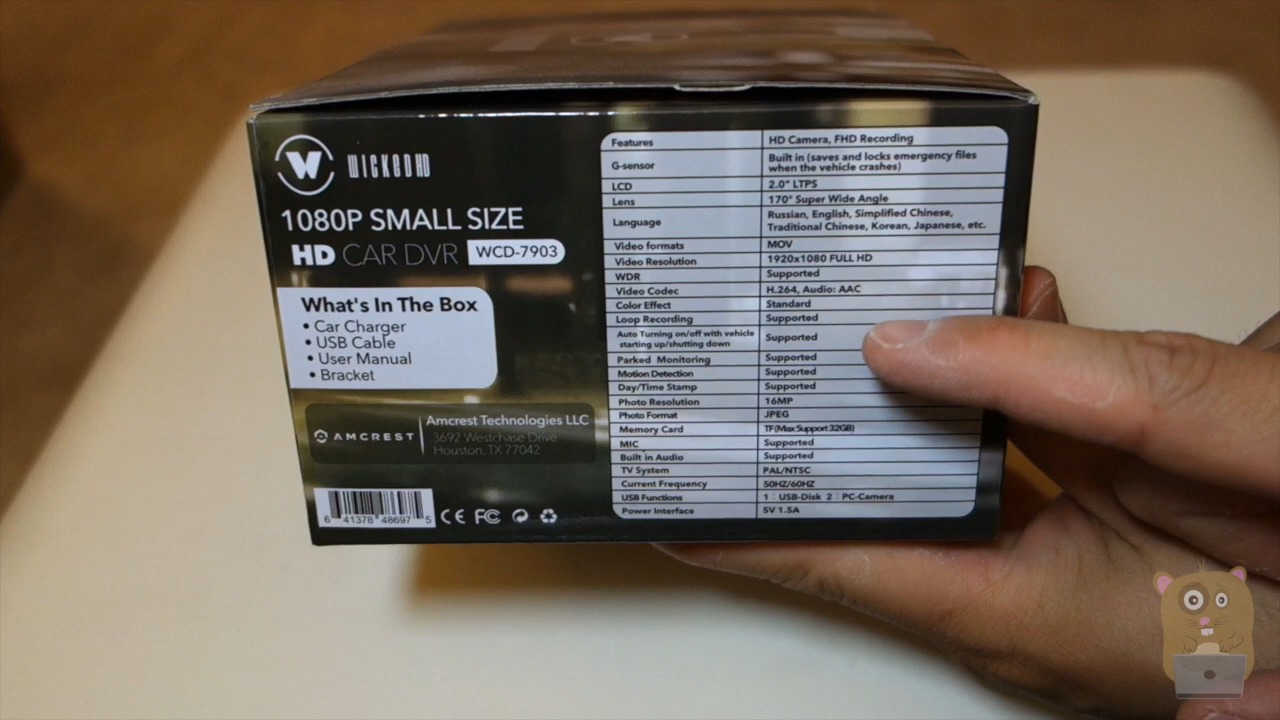 W WICKEDHD
1080P SMALL SIZE
HD CAR DVR WCD-7903
What's In The Box
• Car Charger
• USB Cable
• User Manual
• Bracket
AMCREST
Amcrest Technologies LLC
3692 Westchase Drive
Houston, TX 77042
6 41378 48697 5
CE FC
Features HD Camera, FHD Recording
G-sensor Built in (saves and locks emergency files
when the vehicle crashes)
LCD 2.0" LTPS
Lens 170° Super Wide Angle
Language Russian, English, Simplified Chinese,
Traditional Chinese, Korean, Japanese, etc.
Video formats MOV
Video Resolution 1920x1080 FULL HD
WDR Supported
Video Codec H.264, Audio: AAC
Color Effect Standard
Loop Recording Supported
Auto Turning on/off with vehicle
starting up/shutting down Supported
Parked Monitoring Supported
Motion Detection Supported
Day/Time Stamp Supported
Photo Resolution 16MP
Photo Format JPEG
Memory Card TF(Max Support 32GB)
MIC Supported
Built in Audio Supported
TV System PAL/NTSC
Current Frequency 50HZ/60HZ
USB Functions 1 : USB-Disk 2 : PC-Camera
Power Interface 5V 1.5A